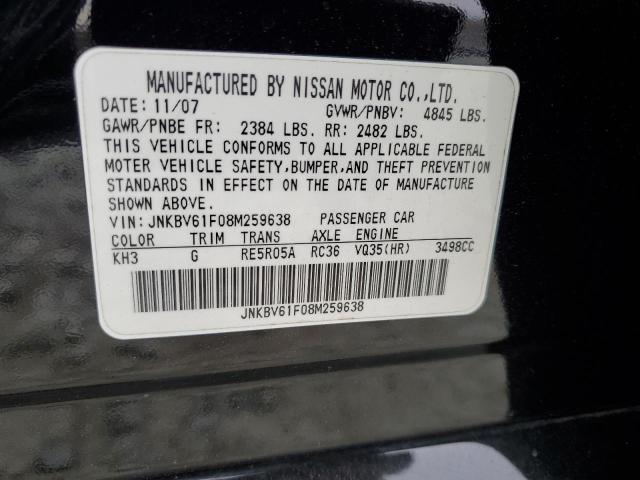 MANUFACTURED BY NISSAN MOTOR CO.,LTD.
DATE: 11/07 GVWR/PNBV: 4845 LBS.
GAWR/PNBE FR: 2384 LBS. RR: 2482 LBS.
THIS VEHICLE CONFORMS TO ALL APPLICABLE FEDERAL
MOTOR VEHICLE SAFETY,BUMPER,AND THEFT PREVENTION
STANDARDS IN EFFECT ON THE DATE OF MANUFACTURE
SHOWN ABOVE.
VIN: JNKBV61F08M259638 PASSENGER CAR
COLOR TRIM TRANS AXLE ENGINE
KH3 G RE5R05A RC36 VQ35(HR) 3498CC
JNKBV61F08M259638